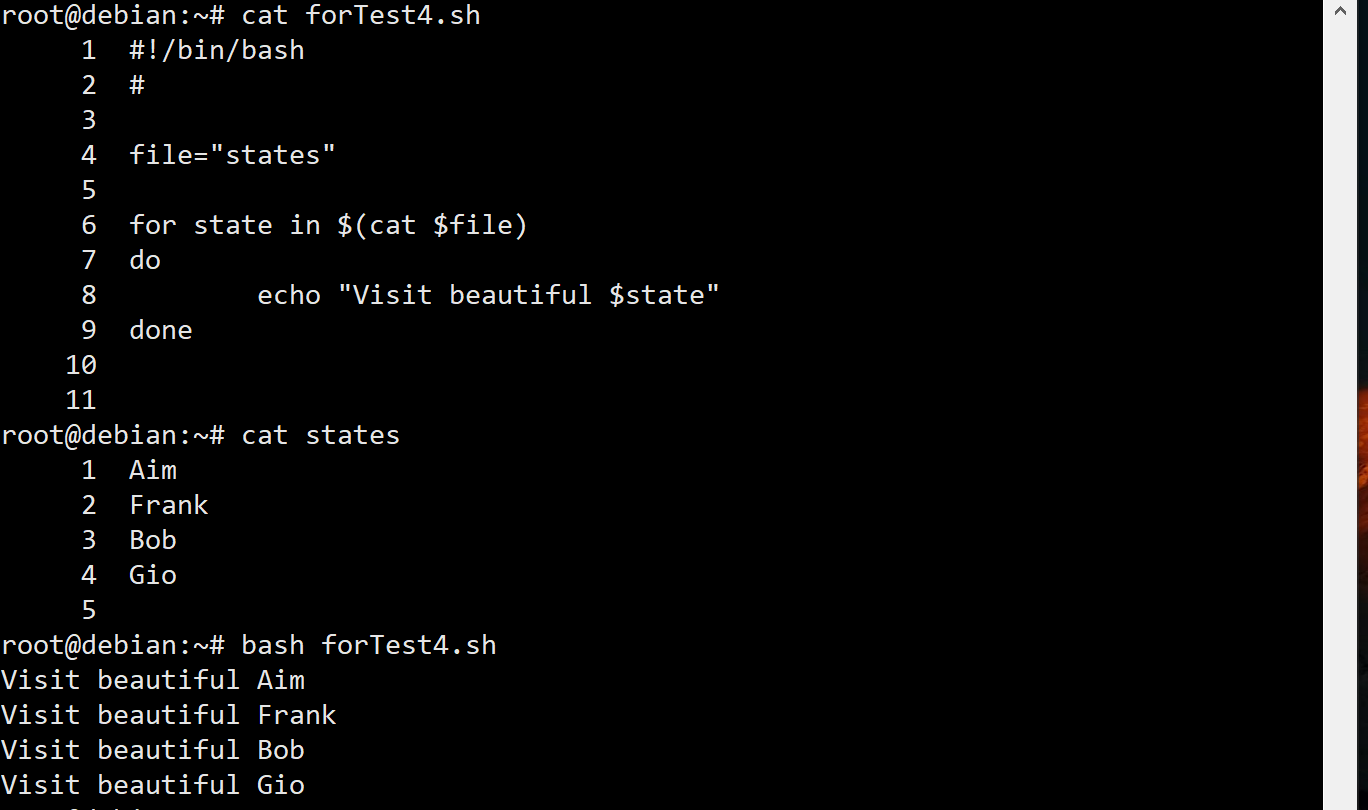 root@debian:~# cat forTest4.sh
     1  #!/bin/bash
     2  #
     3
     4  file="states"
     5
     6  for state in $(cat $file)
     7  do
     8          echo "Visit beautiful $state"
     9  done
    10
    11
root@debian:~# cat states
     1  Aim
     2  Frank
     3  Bob
     4  Gio
     5
root@debian:~# bash forTest4.sh
Visit beautiful Aim
Visit beautiful Frank
Visit beautiful Bob
Visit beautiful Gio